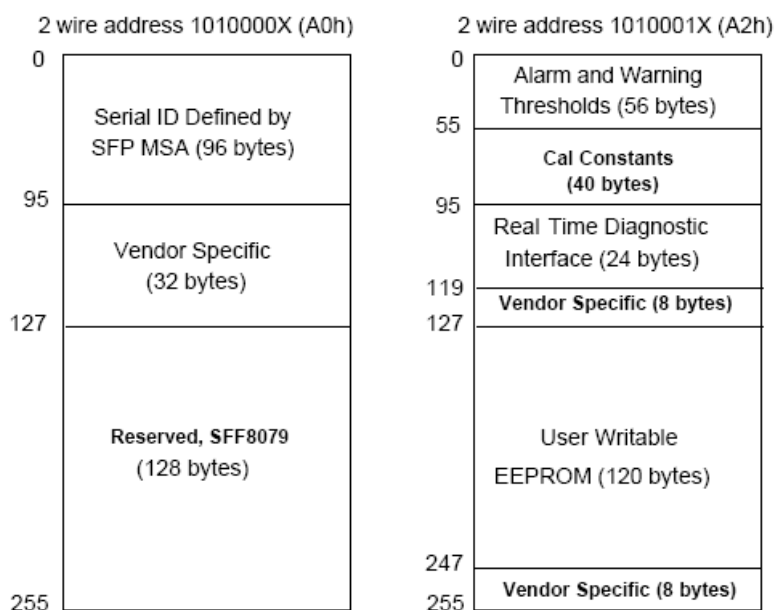 2 wire address 1010000X (A0h)
0
Serial ID Defined by
SFP MSA (96 bytes)
95
Vendor Specific
(32 bytes)
127
Reserved, SFF8079
(128 bytes)
255
2 wire address 1010001X (A2h)
0
Alarm and Warning
Thresholds (56 bytes)
55
Cal Constants
(40 bytes)
95
Real Time Diagnostic
Interface (24 bytes)
119
Vendor Specific (8 bytes)
127
User Writable
EEPROM (120 bytes)
247
Vendor Specific (8 bytes)
255